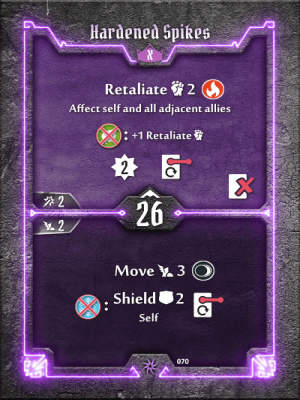 Hardened Spikes
X
Retaliate 2
Affect self and all adjacent allies
: +1 Retaliate
2
2
26
2
Move 3
: Shield 2
Self
070